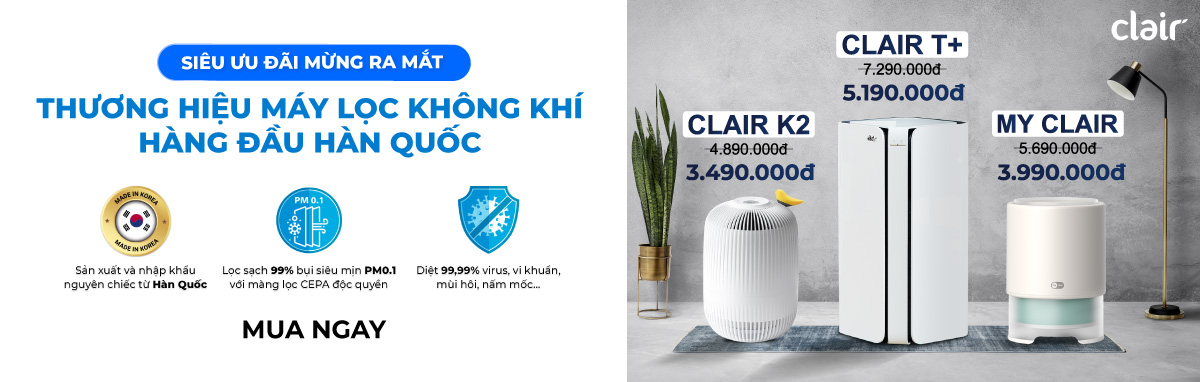 SIÊU ƯU ĐÃI MỪNG RA MẮT
THƯƠNG HIỆU MÁY LỌC KHÔNG KHÍ
HÀNG ĐẦU HÀN QUỐC
MADE IN KOREA
MADE IN KOREA
Sản xuất và nhập khẩu
nguyên chiếc từ Hàn Quốc
PM 0.1
Lọc sạch 99% bụi siêu mịn PM0.1
với màng lọc CEPA độc quyền
Diệt 99,99% virus, vi khuẩn,
mùi hôi, nấm mốc...
MUA NGAY
clair
CLAIR T+
7.290.000đ
5.190.000đ
CLAIR K2
4.890.000đ
3.490.000đ
MY CLAIR
5.690.000đ
3.990.000đ
clair